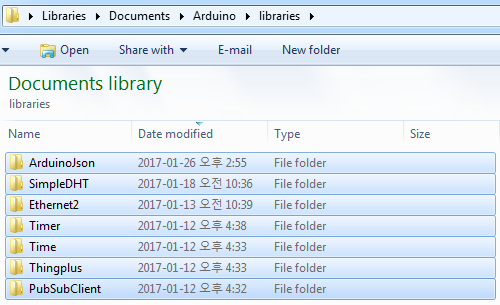 Libraries Documents Arduino libraries
Open Share with E-mail New folder
Documents library
libraries
Name Date modified Type Size
ArduinoJson 2017-01-26 오후 2:55 File folder
SimpleDHT 2017-01-18 오전 10:36 File folder
Ethernet2 2017-01-13 오전 10:39 File folder
Timer 2017-01-12 오후 4:38 File folder
Time 2017-01-12 오후 4:33 File folder
Thingplus 2017-01-12 오후 4:33 File folder
PubSubClient 2017-01-12 오후 4:32 File folder